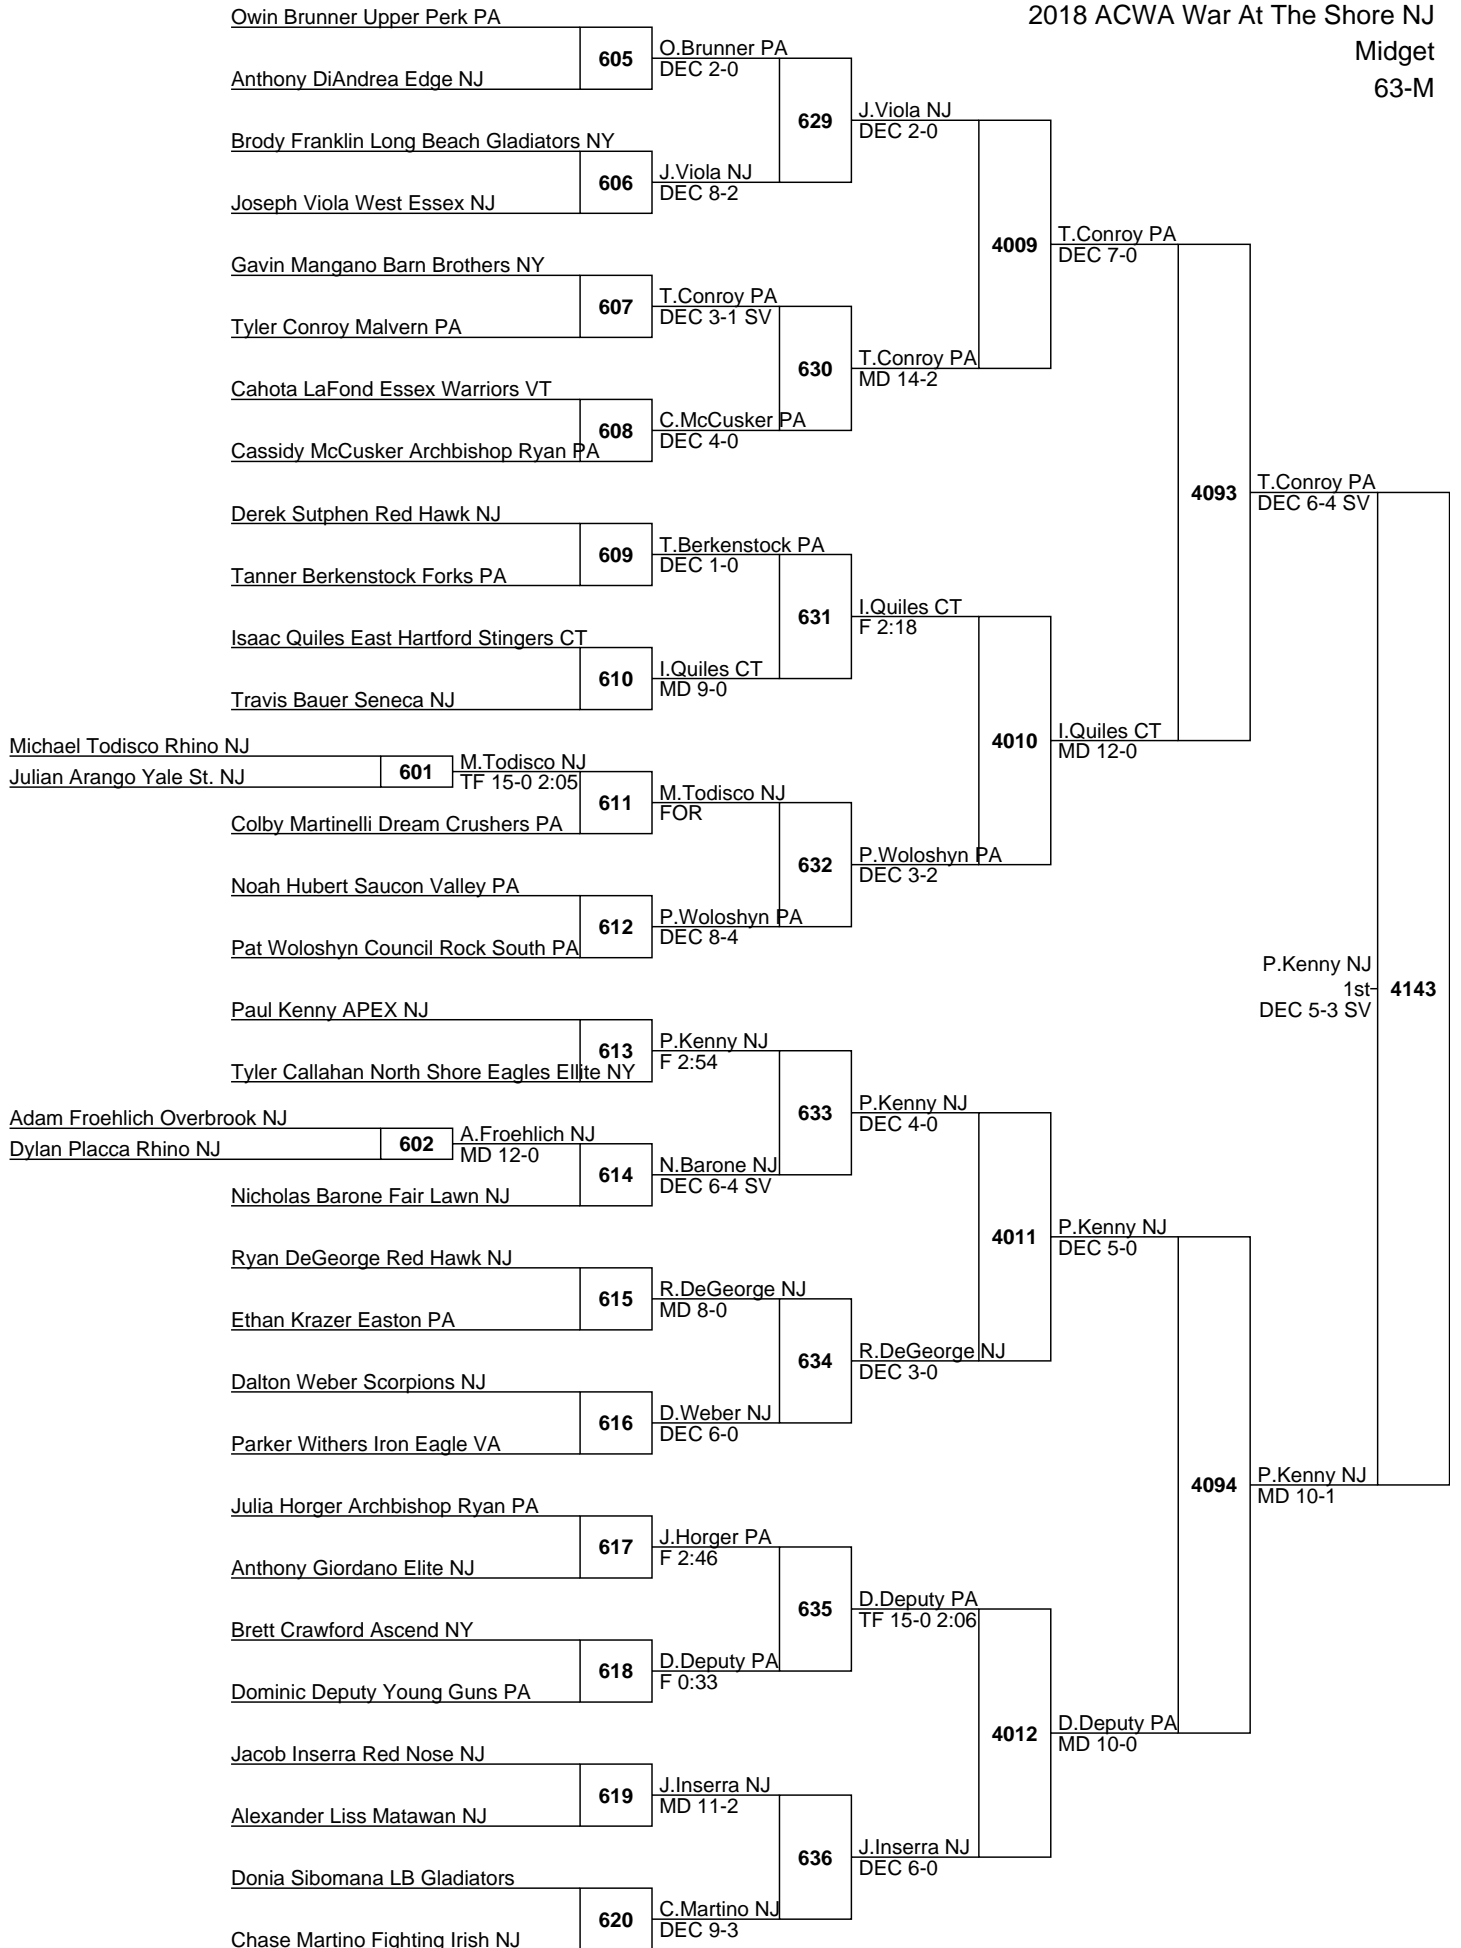 2018 ACWA War At The Shore NJ
Midget
63-M
Owin Brunner Upper Perk PA
605
O.Brunner PA
DEC 2-0
Anthony DiAndrea Edge NJ
629
J.Viola NJ
DEC 2-0
Brody Franklin Long Beach Gladiators NY
606
J.Viola NJ
DEC 8-2
Joseph Viola West Essex NJ
4009
T.Conroy PA
DEC 7-0
Gavin Mangano Barn Brothers NY
607
T.Conroy PA
DEC 3-1 SV
Tyler Conroy Malvern PA
630
T.Conroy PA
MD 14-2
Cahota LaFond Essex Warriors VT
608
C.McCusker PA
DEC 4-0
Cassidy McCusker Archbishop Ryan PA
4093
T.Conroy PA
DEC 6-4 SV
Derek Sutphen Red Hawk NJ
609
T.Berkenstock PA
DEC 1-0
Tanner Berkenstock Forks PA
631
I.Quiles CT
F 2:18
Isaac Quiles East Hartford Stingers CT
610
I.Quiles CT
MD 9-0
Travis Bauer Seneca NJ
4010
I.Quiles CT
MD 12-0
Michael Todisco Rhino NJ
Julian Arango Yale St. NJ
601
M.Todisco NJ
TF 15-0 2:05
611
M.Todisco NJ
FOR
Colby Martinelli Dream Crushers PA
632
P.Woloshyn PA
DEC 3-2
Noah Hubert Saucon Valley PA
612
P.Woloshyn PA
DEC 8-4
Pat Woloshyn Council Rock South PA
P.Kenny NJ
1st
DEC 5-3 SV
4143
Paul Kenny APEX NJ
613
P.Kenny NJ
F 2:54
Tyler Callahan North Shore Eagles Ellite NY
633
P.Kenny NJ
DEC 4-0
Adam Froehlich Overbrook NJ
Dylan Placca Rhino NJ
602
A.Froehlich NJ
MD 12-0
614
N.Barone NJ
DEC 6-4 SV
Nicholas Barone Fair Lawn NJ
4011
P.Kenny NJ
DEC 5-0
Ryan DeGeorge Red Hawk NJ
615
R.DeGeorge NJ
MD 8-0
Ethan Krazer Easton PA
634
R.DeGeorge NJ
DEC 3-0
Dalton Weber Scorpions NJ
616
D.Weber NJ
DEC 6-0
Parker Withers Iron Eagle VA
4094
P.Kenny NJ
MD 10-1
Julia Horger Archbishop Ryan PA
617
J.Horger PA
F 2:46
Anthony Giordano Elite NJ
635
D.Deputy PA
TF 15-0 2:06
Brett Crawford Ascend NY
618
D.Deputy PA
F 0:33
Dominic Deputy Young Guns PA
4012
D.Deputy PA
MD 10-0
Jacob Inserra Red Nose NJ
619
J.Inserra NJ
MD 11-2
Alexander Liss Matawan NJ
636
J.Inserra NJ
DEC 6-0
Donia Sibomana LB Gladiators
620
C.Martino NJ
DEC 9-3
Chase Martino Fighting Irish NJ